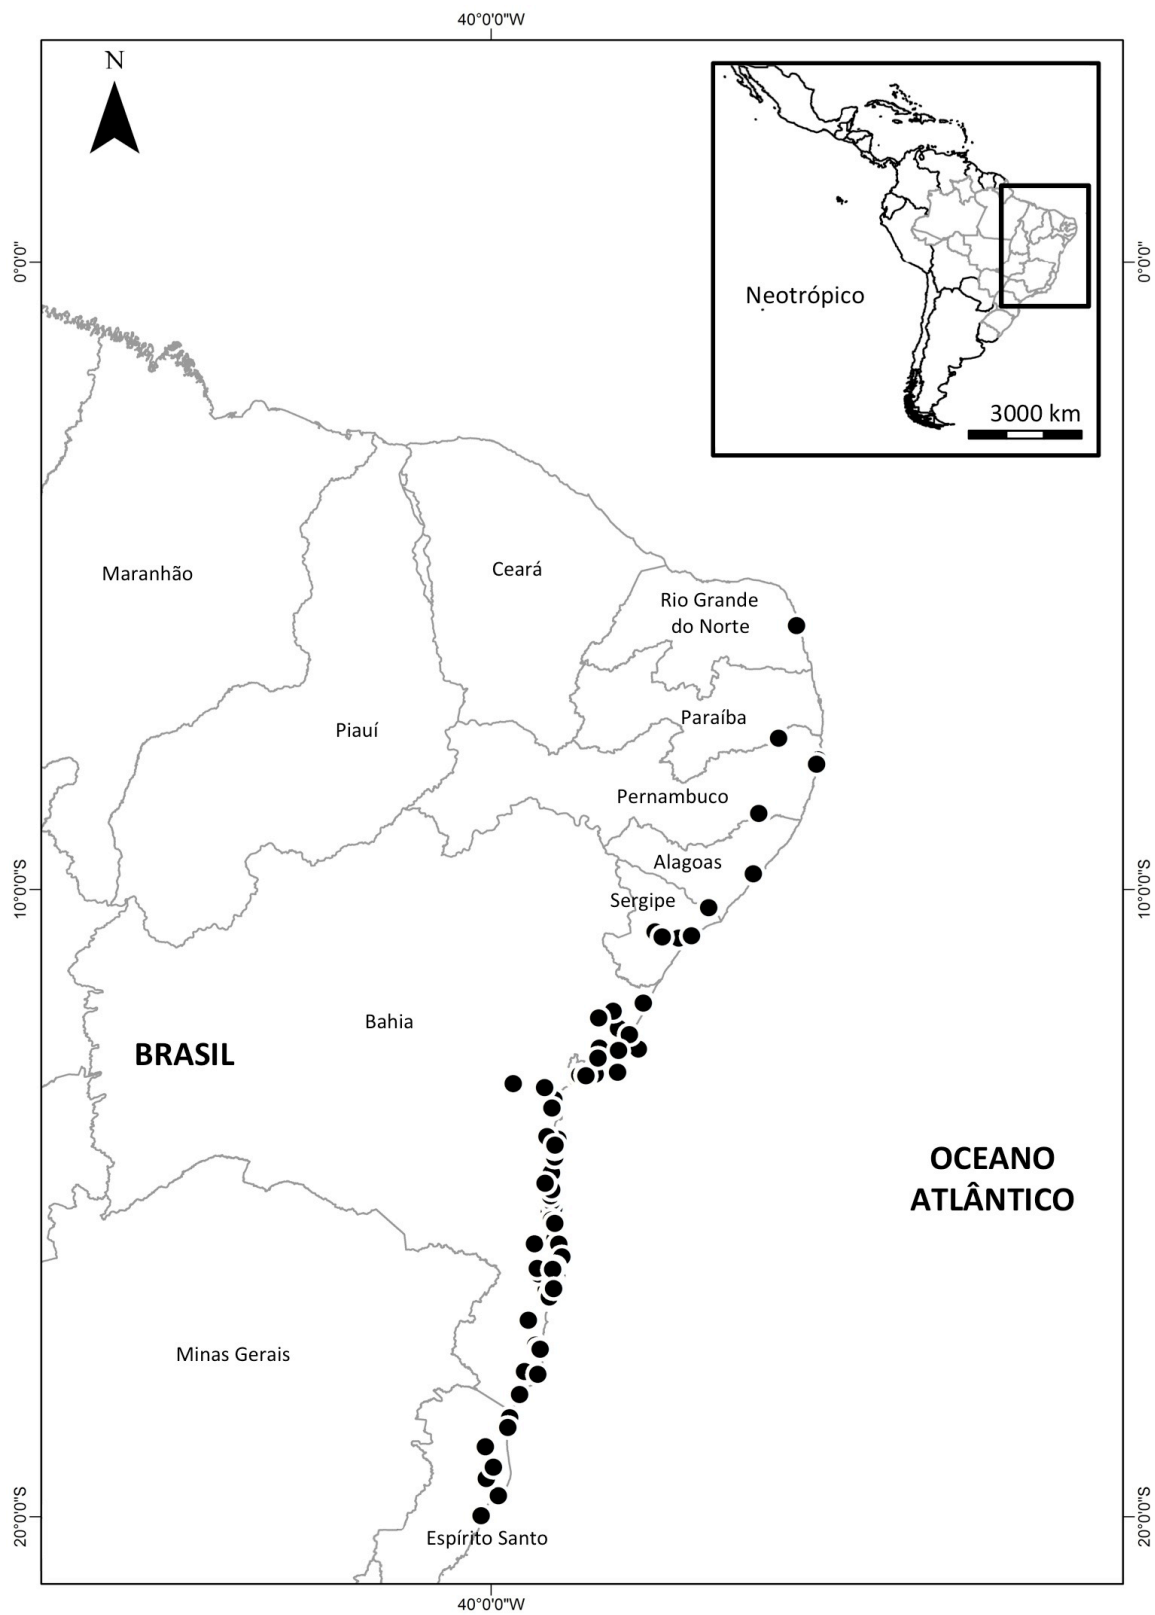 40°0'0"W
N
Neotrópico
3000 km
0°0'0"
0°0'0"
Maranhão
Ceará
Rio Grande
do Norte
Piauí
Paraíba
Pernambuco
Alagoas
Sergipe
10°0'0"S
10°0'0"S
Bahia
BRASIL
OCEANO
ATLÂNTICO
Minas Gerais
20°0'0"S
20°0'0"S
Espírito Santo
40°0'0"W